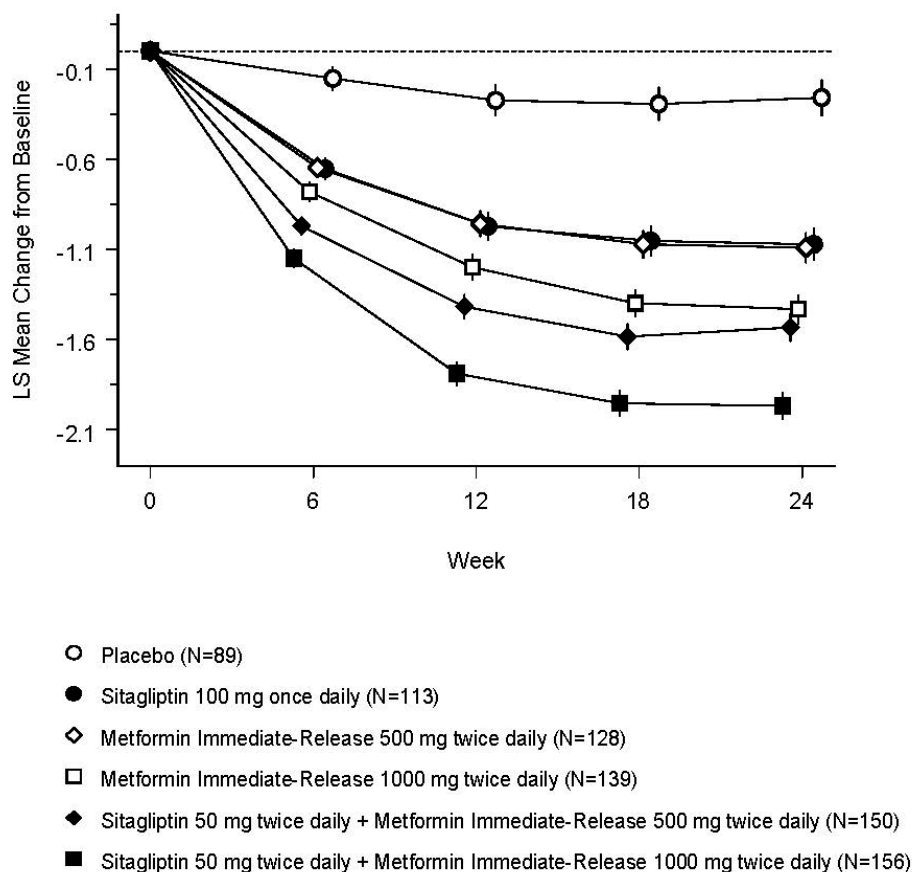 LS Mean Change from Baseline
-0.1
-0.6
-1.1
-1.6
-2.1
0 6 12 18 24
Week
Placebo (N=89)
Sitagliptin 100 mg once daily (N=113)
Metformin Immediate-Release 500 mg twice daily (N=128)
Metformin Immediate-Release 1000 mg twice daily (N=139)
Sitagliptin 50 mg twice daily + Metformin Immediate-Release 500 mg twice daily (N=150)
Sitagliptin 50 mg twice daily + Metformin Immediate-Release 1000 mg twice daily (N=156)